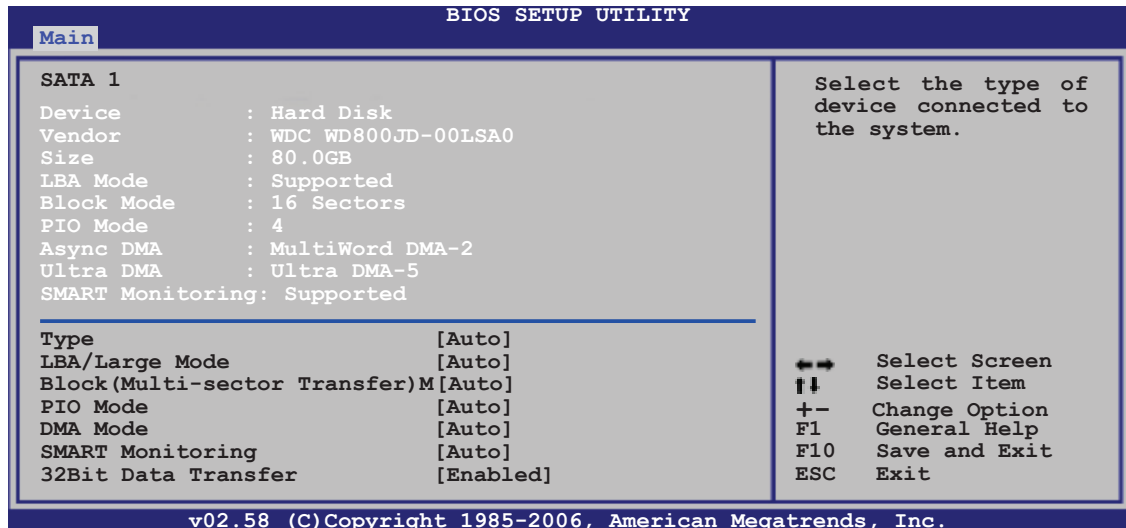 BIOS SETUP UTILITY
Main
SATA 1
Device : Hard Disk
Vendor : WDC WD800JD-00LSA0
Size : 80.0GB
LBA Mode : Supported
Block Mode : 16 Sectors
PIO Mode : 4
Async DMA : MultiWord DMA-2
Ultra DMA : Ultra DMA-5
SMART Monitoring: Supported
Type [Auto]
LBA/Large Mode [Auto]
Block(Multi-sector Transfer)M[Auto]
PIO Mode [Auto]
DMA Mode [Auto]
SMART Monitoring [Auto]
32Bit Data Transfer [Enabled]
Select the type of
device connected to
the system.
←→ Select Screen
↑↓ Select Item
+- Change Option
F1 General Help
F10 Save and Exit
ESC Exit
v02.58 (C)Copyright 1985-2006, American Megatrends, Inc.